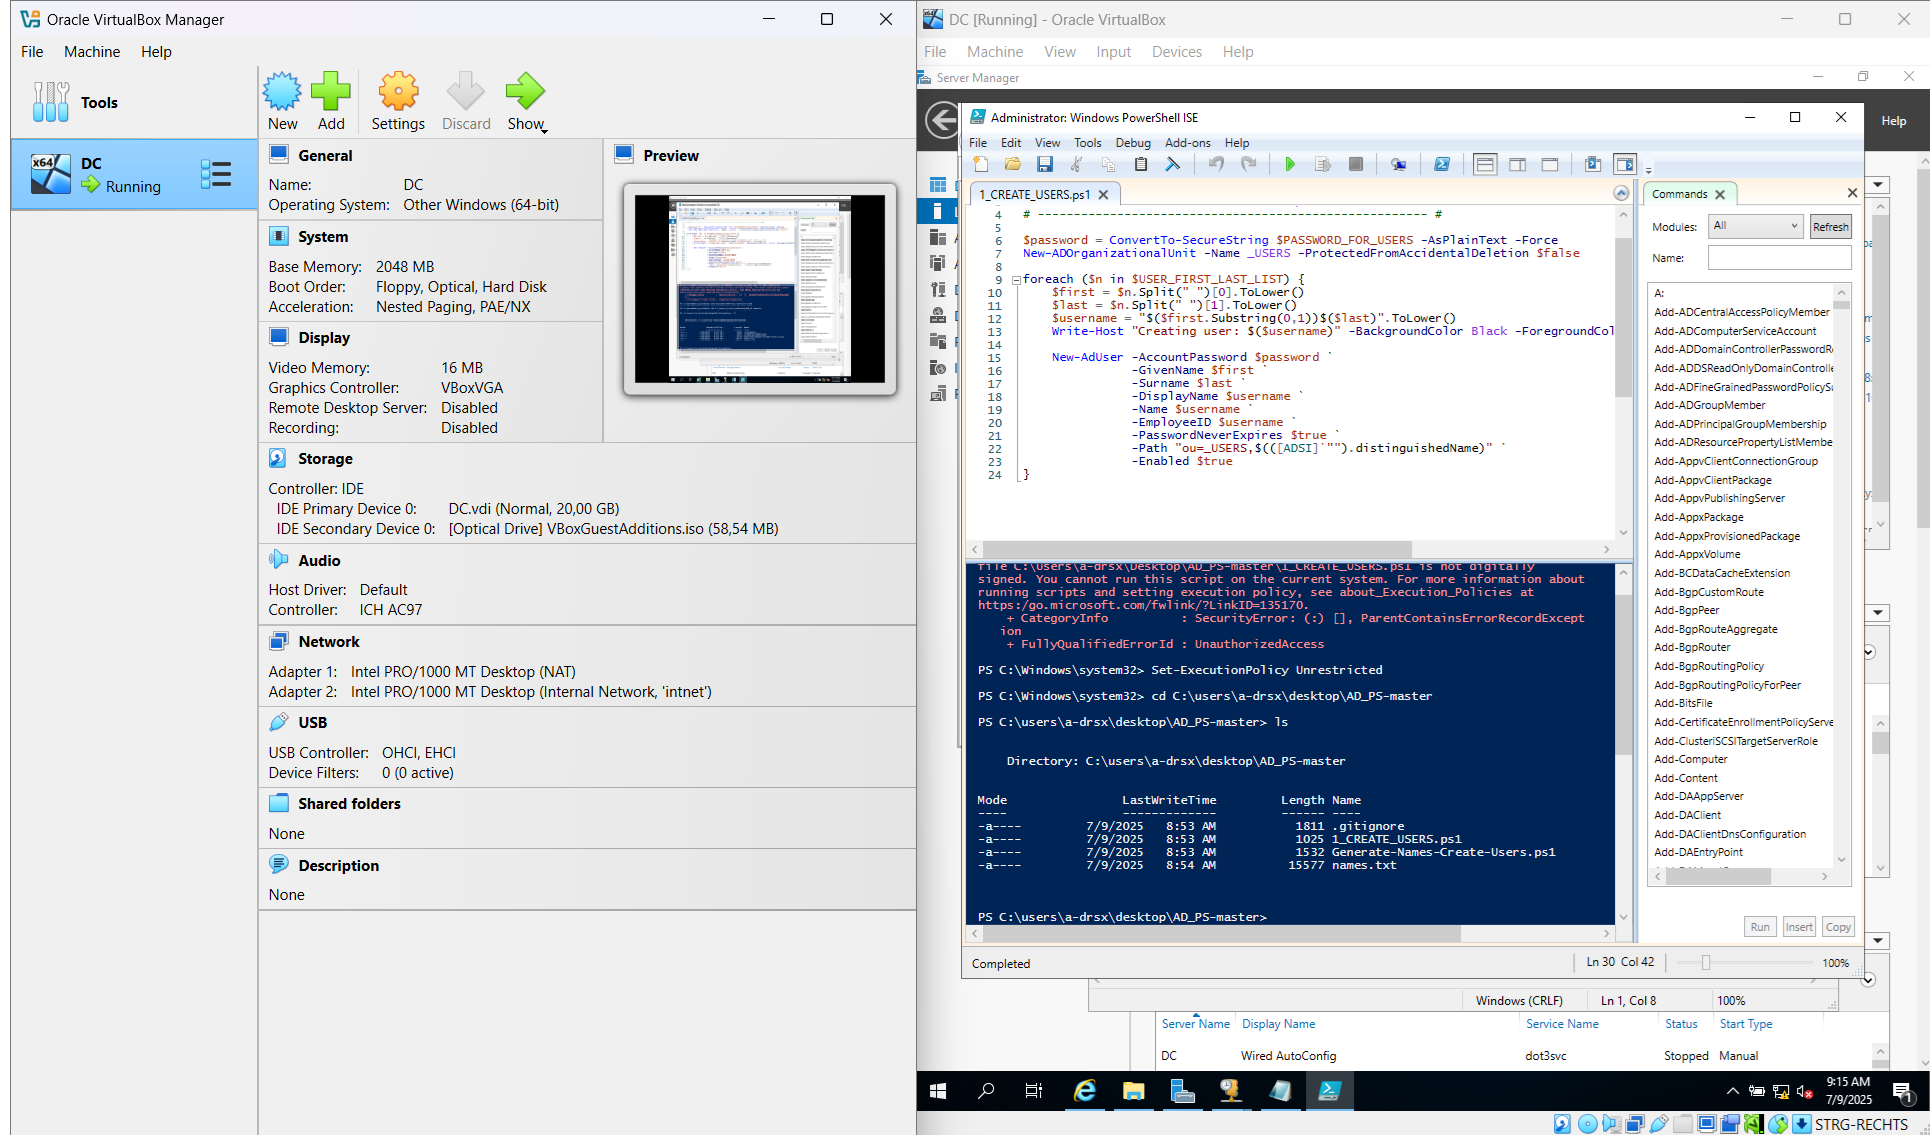 Oracle VirtualBox Manager
File Machine Help
Tools
DC
Running
New Add Settings Discard Show
General
Name: DC
Operating System: Other Windows (64-bit)
System
Base Memory: 2048 MB
Boot Order: Floppy, Optical, Hard Disk
Acceleration: Nested Paging, PAE/NX
Display
Video Memory: 16 MB
Graphics Controller: VBoxVGA
Remote Desktop Server: Disabled
Recording: Disabled
Preview
Storage
Controller: IDE
IDE Primary Device 0: DC.vdi (Normal, 20,00 GB)
IDE Secondary Device 0: [Optical Drive] VBoxGuestAdditions.iso (58,54 MB)
Audio
Host Driver: Default
Controller: ICH AC97
Network
Adapter 1: Intel PRO/1000 MT Desktop (NAT)
Adapter 2: Intel PRO/1000 MT Desktop (Internal Network, 'intnet')
USB
USB Controller: OHCI, EHCI
Device Filters: 0 (0 active)
Shared folders
None
Description
None
DC [Running] - Oracle VirtualBox
File Machine View Input Devices Help
Server Manager
Help
Administrator: Windows PowerShell ISE
File Edit View Tools Debug Add-ons Help
1_CREATE_USERS.ps1
4 # ------------------------------------------------------ #
5
6 $password = ConvertTo-SecureString $PASSWORD_FOR_USERS -AsPlainText -Force
7 New-ADOrganizationalUnit -Name _USERS -ProtectedFromAccidentalDeletion $false
8
9 foreach ($n in $USER_FIRST_LAST_LIST) {
10 $first = $n.Split(" ")[0].ToLower()
11 $last = $n.Split(" ")[1].ToLower()
12 $username = "$($first.Substring(0,1))$($last)".ToLower()
13 Write-Host "Creating user: $($username)" -BackgroundColor Black -ForegroundCol
14
15 New-AdUser -AccountPassword $password `
16 -GivenName $first `
17 -Surname $last `
18 -DisplayName $username `
19 -Name $username `
20 -EmployeeID $username `
21 -PasswordNeverExpires $true `
22 -Path "ou=_USERS,$(([ADSI]`"").distinguishedName)" `
23 -Enabled $true
24 }
file C:\Users\a-drsx\Desktop\AD_PS-master\1_CREATE_USERS.ps1 is not digitally
signed. You cannot run this script on the current system. For more information about
running scripts and setting execution policy, see about_Execution_Policies at
https:/go.microsoft.com/fwlink/?LinkID=135170.
+ CategoryInfo : SecurityError: (:) [], ParentContainsErrorRecordExcept
ion
+ FullyQualifiedErrorId : UnauthorizedAccess
PS C:\Windows\system32> Set-ExecutionPolicy Unrestricted
PS C:\Windows\system32> cd C:\users\a-drsx\desktop\AD_PS-master
PS C:\users\a-drsx\desktop\AD_PS-master> ls
Directory: C:\users\a-drsx\desktop\AD_PS-master
Mode LastWriteTime Length Name
---- ------------- ------ ----
-a---- 7/9/2025 8:53 AM 1811 .gitignore
-a---- 7/9/2025 8:53 AM 1025 1_CREATE_USERS.ps1
-a---- 7/9/2025 8:53 AM 1532 Generate-Names-Create-Users.ps1
-a---- 7/9/2025 8:54 AM 15577 names.txt
PS C:\users\a-drsx\desktop\AD_PS-master>
Completed
Ln 30 Col 42
100%
Commands
Modules: All Refresh
Name:
A:
Add-ADCentralAccessPolicyMember
Add-ADComputerServiceAccount
Add-ADDomainControllerPasswordRe
Add-ADDSReadOnlyDomainControlle
Add-ADFineGrainedPasswordPolicySu
Add-ADGroupMember
Add-ADPrincipalGroupMembership
Add-ADResourcePropertyListMembe
Add-AppvClientConnectionGroup
Add-AppvClientPackage
Add-AppvPublishingServer
Add-AppxPackage
Add-AppxProvisionedPackage
Add-AppxVolume
Add-BCDataCacheExtension
Add-BgpCustomRoute
Add-BgpPeer
Add-BgpRouteAggregate
Add-BgpRouter
Add-BgpRoutingPolicy
Add-BgpRoutingPolicyForPeer
Add-BitsFile
Add-CertificateEnrollmentPolicyServe
Add-ClusteriSCSITargetServerRole
Add-Computer
Add-Content
Add-DAAppServer
Add-DAClient
Add-DAClientDnsConfiguration
Add-DAEntryPoint
Run Insert Copy
Windows (CRLF) Ln 1, Col 8 100%
Server Name Display Name Service Name Status Start Type
DC Wired AutoConfig dot3svc Stopped Manual
9:15 AM
7/9/2025
1
STRG-RECHTS